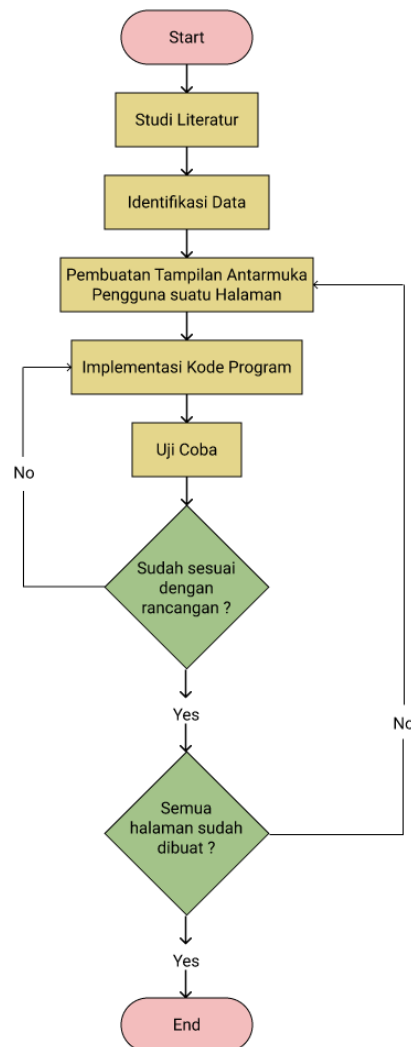 Start
Studi Literatur
Identifikasi Data
Pembuatan Tampilan Antarmuka
Pengguna suatu Halaman
Implementasi Kode Program
Uji Coba
No
Sudah sesuai
dengan
rancangan ?
Yes
No
Semua
halaman sudah
dibuat ?
Yes
End